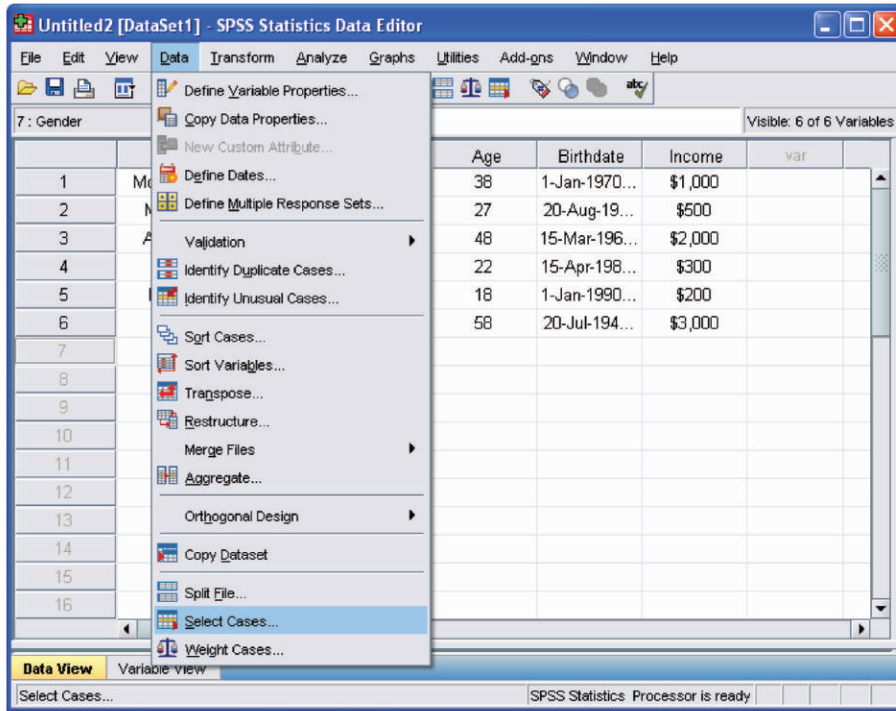 Untitled2 [DataSet1] - SPSS Statistics Data Editor
File Edit View Data Transform Analyze Graphs Utilities Add-ons Window Help
abc
7 : Gender Visible: 6 of 6 Variables
Define Variable Properties...
Copy Data Properties...
New Custom Attribute...
Define Dates...
Define Multiple Response Sets...
Validation
Identify Duplicate Cases...
Identify Unusual Cases...
Sort Cases...
Sort Variables...
Transpose...
Restructure...
Merge Files
Aggregate...
Orthogonal Design
Copy Dataset
Split File...
Select Cases...
Weight Cases...
Age Birthdate Income var
1 38 1-Jan-1970... $1,000
2 27 20-Aug-19... $500
3 48 15-Mar-196... $2,000
4 22 15-Apr-198... $300
5 18 1-Jan-1990... $200
6 58 20-Jul-194... $3,000
7
8
9
10
11
12
13
14
15
16
Data View Variable View
Select Cases... SPSS Statistics Processor is ready